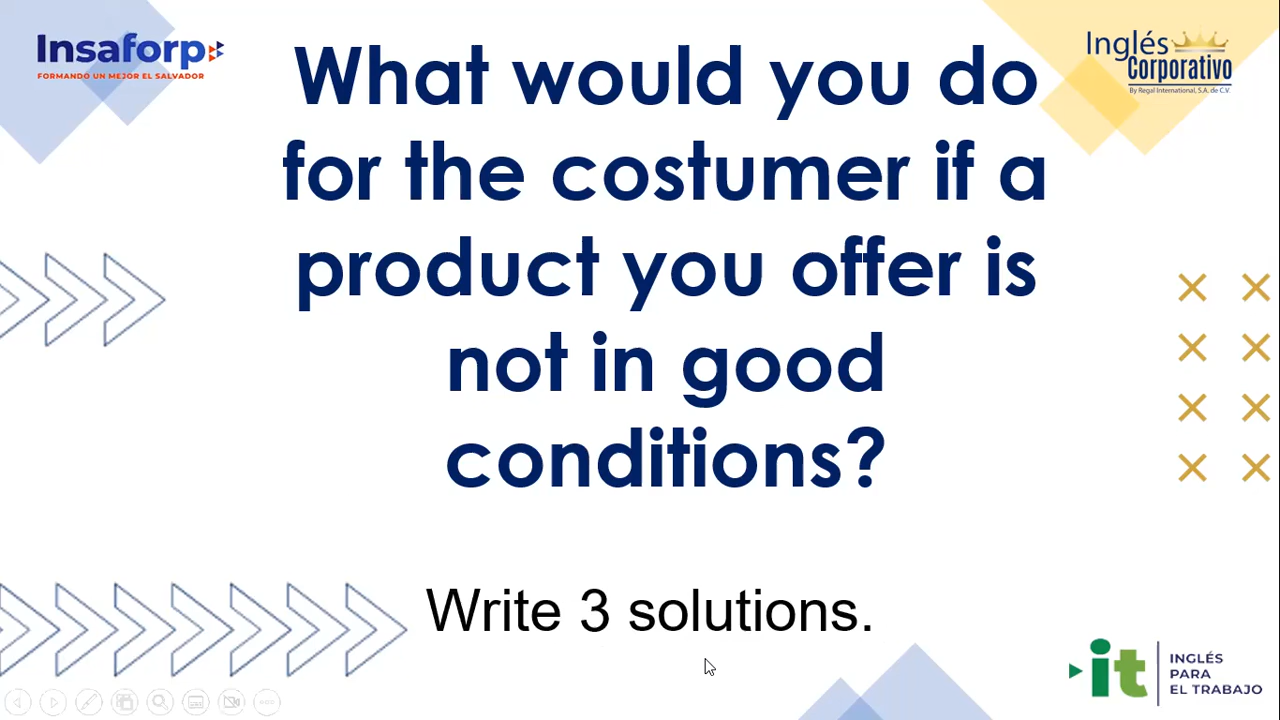 Insaforp
FORMANDO UN MEJOR EL SALVADOR
Inglés
Corporativo
By Regal International, S.A. de C.V.
What would you do
for the costumer if a
product you offer is
not in good
conditions?
Write 3 solutions.
it
INGLÉS
PARA
EL TRABAJO